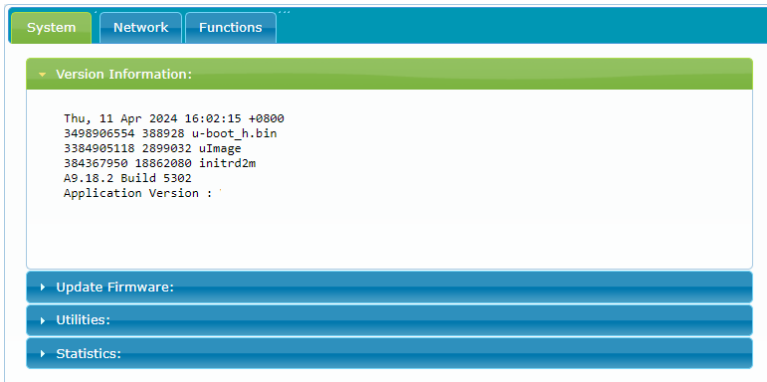 System Network Functions
Version Information:
Thu, 11 Apr 2024 16:02:15 +0800
3498906554 388928 u-boot_h.bin
3384905118 2899032 uImage
384367950 18862080 initrd2m
A9.18.2 Build 5302
Application Version :
Update Firmware:
Utilities:
Statistics: